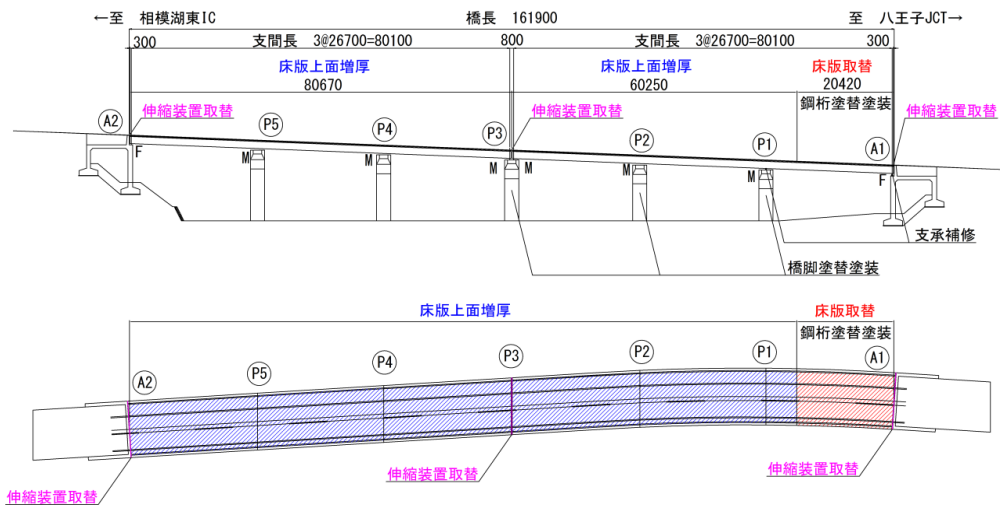 ←至 相模湖東IC 橋長 161900 至 八王子JCT→
300 支間長 3@26700=80100 800 支間長 3@26700=80100 300
床版上面増厚 床版上面増厚 床版取替
80670 60250 20420
伸縮装置取替 伸縮装置取替 鋼桁塗替塗装 伸縮装置取替
A2 P5 P4 P3 P2 P1 A1
F M M M M M M F
支承補修
橋脚塗替塗装
床版上面増厚 床版取替
鋼桁塗替塗装
A2 P5 P4 P3 P2 P1 A1
伸縮装置取替 伸縮装置取替 伸縮装置取替